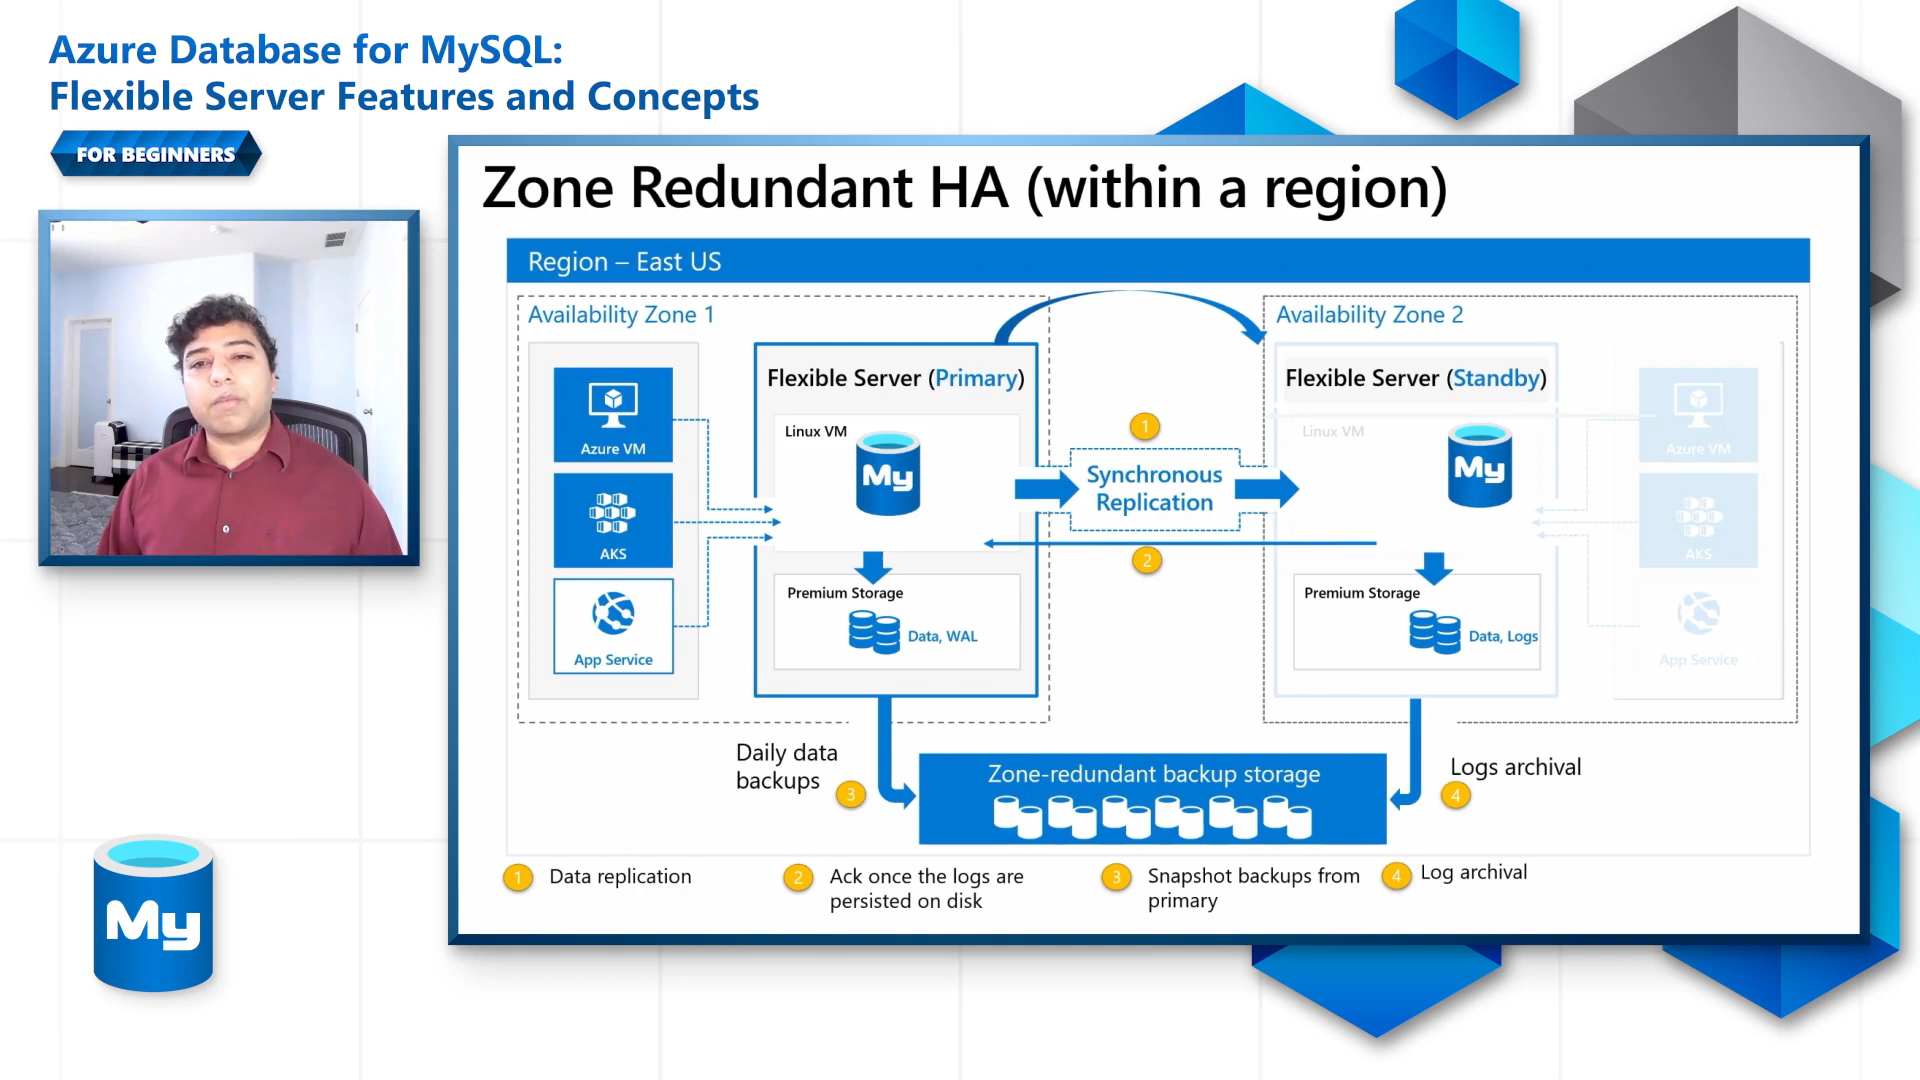 Azure Database for MySQL:
Flexible Server Features and Concepts
FOR BEGINNERS
Zone Redundant HA (within a region)
Region – East US
Availability Zone 1
Availability Zone 2
Azure VM
AKS
App Service
Flexible Server (Primary)
Linux VM
My
Premium Storage
Data, WAL
1
Synchronous
Replication
2
Flexible Server (Standby)
Linux VM
My
Premium Storage
Data, Logs
Azure VM
AKS
App Service
Daily data
backups
3
Zone-redundant backup storage
Logs archival
4
1 Data replication
2 Ack once the logs are
persisted on disk
3 Snapshot backups from
primary
4 Log archival
My